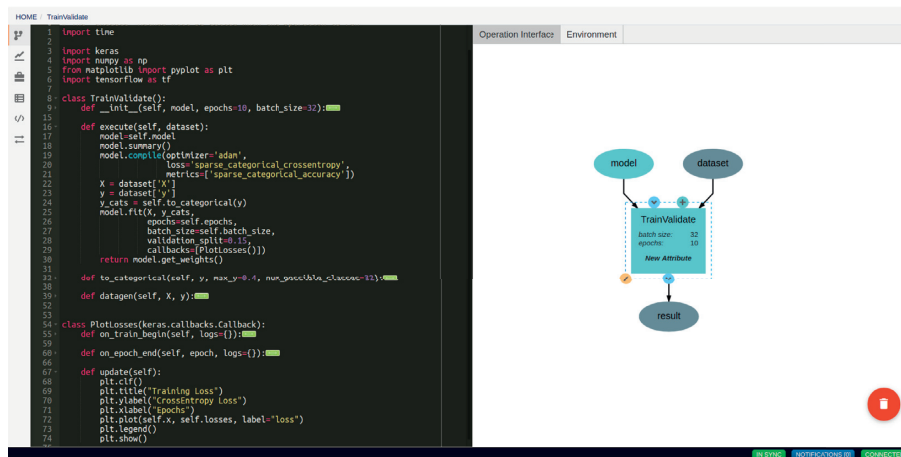 HOME / TrainValidate
1 import time
2
3 import keras
4 import numpy as np
5 from matplotlib import pyplot as plt
6 import tensorflow as tf
7
8 class TrainValidate():
9 def __init__(self, model, epochs=10, batch_size=32):
15
16 def execute(self, dataset):
17 model=self.model
18 model.summary()
19 model.compile(optimizer='adam',
20 loss='sparse_categorical_crossentropy',
21 metrics=['sparse_categorical_accuracy'])
22 X = dataset['X']
23 y = dataset['y']
24 y_cats = self.to_categorical(y)
25 model.fit(X, y_cats,
26 epochs=self.epochs,
27 batch_size=self.batch_size,
28 validation_split=0.15,
29 callbacks=[PlotLosses()])
30 return model.get_weights()
31
def to_categorical(self, y, max_y=0.4, num_possible_classes=32):
38
39 def datagen(self, X, y):
52
53
54 class PlotLosses(keras.callbacks.Callback):
55 def on_train_begin(self, logs={}):
59
60 def on_epoch_end(self, epoch, logs={}):
66
67 def update(self):
68 plt.clf()
69 plt.title("Training Loss")
70 plt.ylabel("CrossEntropy Loss")
71 plt.xlabel("Epochs")
72 plt.plot(self.x, self.losses, label="loss")
73 plt.legend()
74 plt.show()
Operation Interface Environment
model dataset
TrainValidate
batch size: 32
epochs: 10
New Attribute
result
IN SYNC NOTIFICATIONS (0) CONNECTED